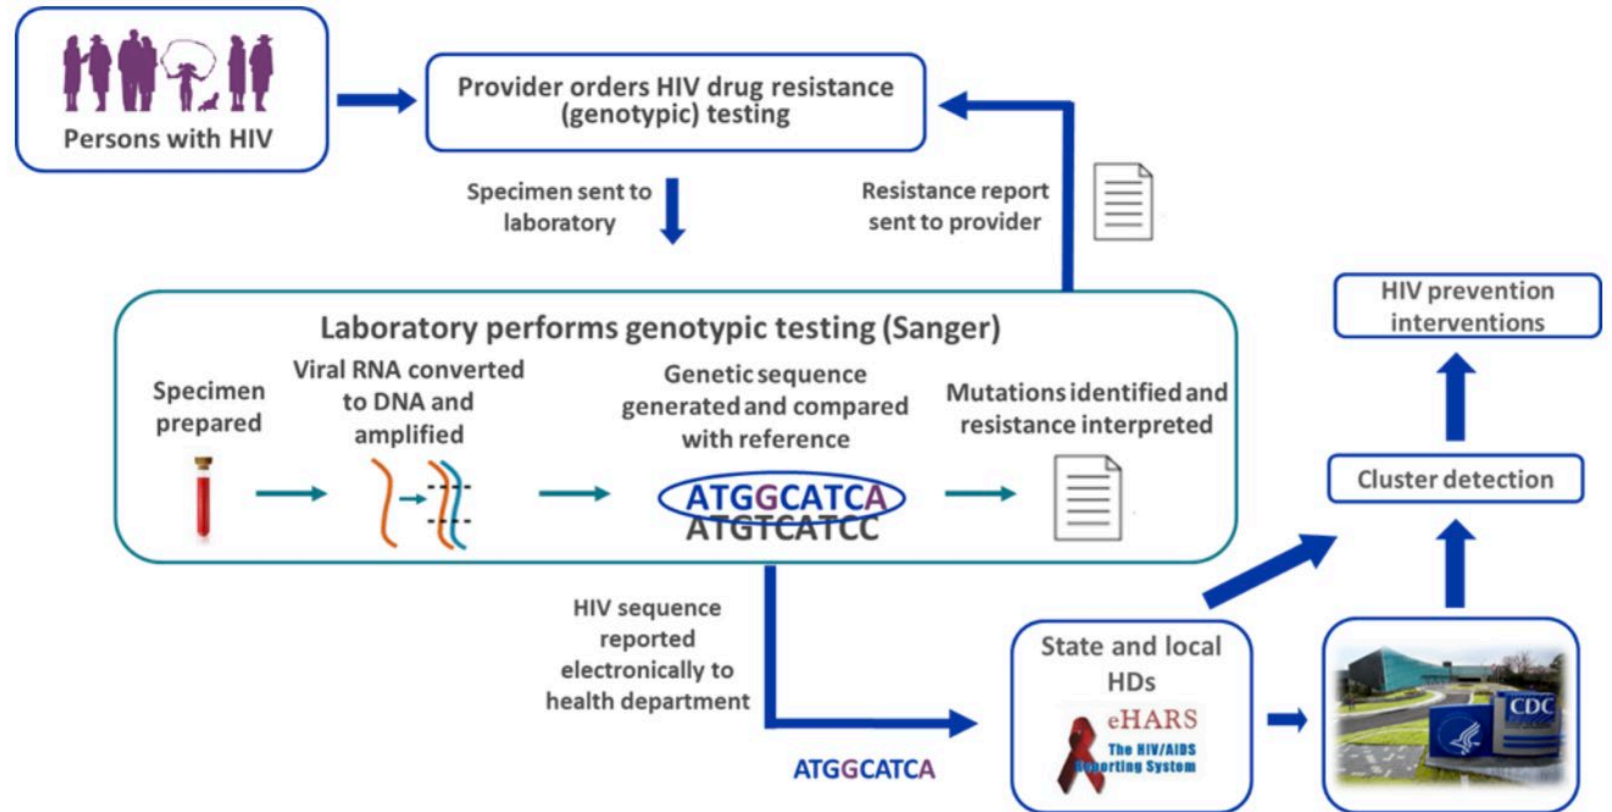 Persons with HIV
Provider orders HIV drug resistance
(genotypic) testing
Specimen sent to
laboratory
Resistance report
sent to provider
Laboratory performs genotypic testing (Sanger)
Specimen
prepared
Viral RNA converted
to DNA and
amplified
Genetic sequence
generated and compared
with reference
ATGGCATCA
ATGTCATCC
Mutations identified and
resistance interpreted
HIV prevention
interventions
Cluster detection
HIV sequence
reported
electronically to
health department
ATGGCATCA
State and local
HDs
eHARS
The HIV/AIDS
Reporting System
CDC